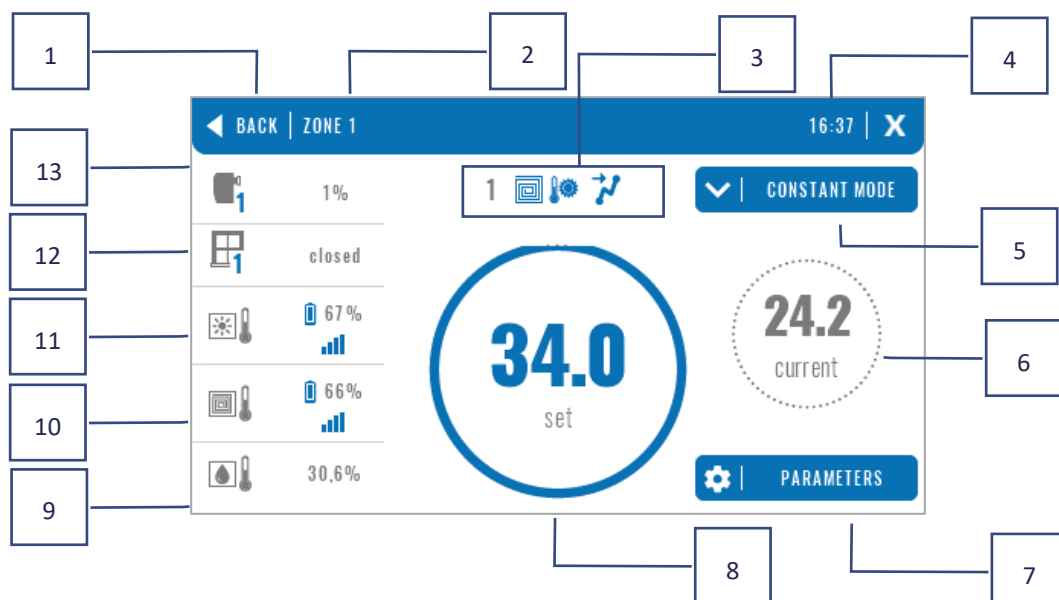 1
2
3
4
BACK
ZONE 1
16:37
X
13
1
1%
1
CONSTANT MODE
12
1
closed
5
11
67%
34.0
set
24.2
current
6
10
66%
9
30,6%
PARAMETERS
8
7